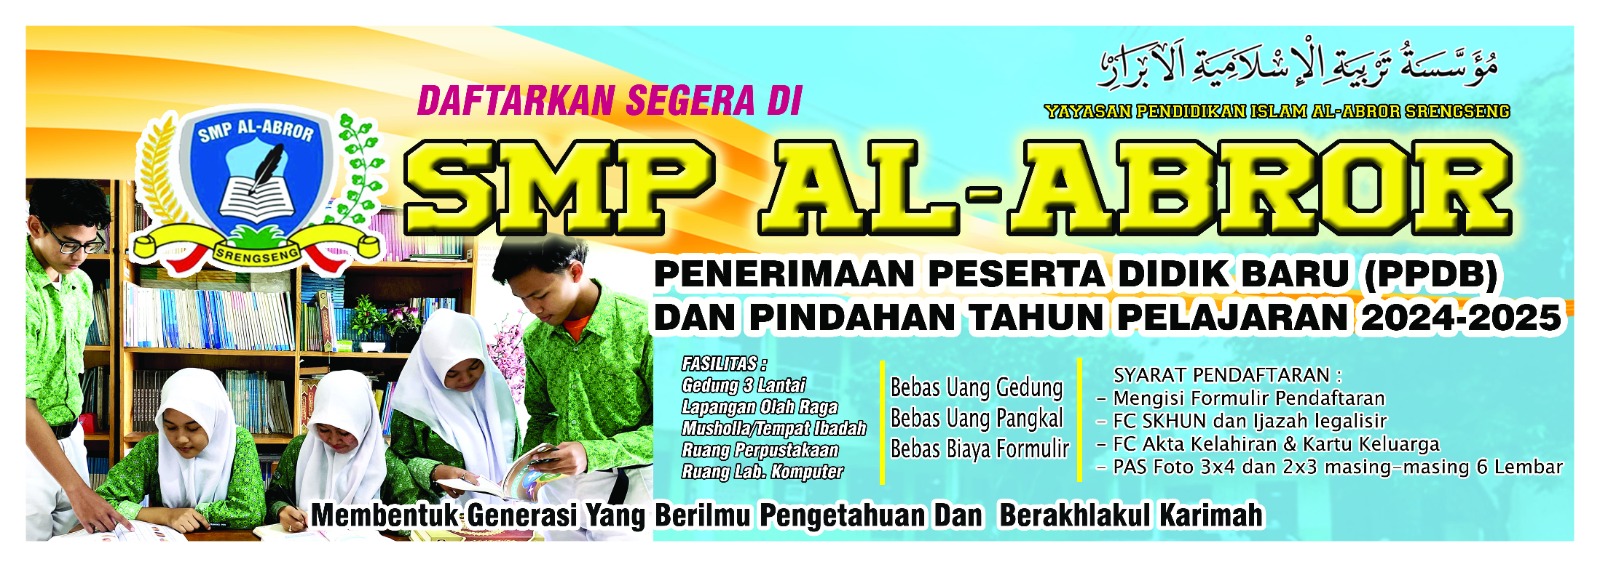 مُؤَسَّسَةُ تَرْبِيَةِ الْإِسْلَامِيَةِ اَلْاَبْرَارْ
YAYASAN PENDIDIKAN ISLAM AL-ABROR SRENGSENG
DAFTARKAN SEGERA DI
SMP AL-ABROR
SMP AL-ABROR
SRENGSENG
PENERIMAAN PESERTA DIDIK BARU (PPDB)
DAN PINDAHAN TAHUN PELAJARAN 2024-2025
FASILITAS :
Gedung 3 Lantai
Lapangan Olah Raga
Musholla/Tempat Ibadah
Ruang Perpustakaan
Ruang Lab. Komputer
Bebas Uang Gedung
Bebas Uang Pangkal
Bebas Biaya Formulir
SYARAT PENDAFTARAN :
- Mengisi Formulir Pendaftaran
- FC SKHUN dan Ijazah legalisir
- FC Akta Kelahiran & Kartu Keluarga
- PAS Foto 3x4 dan 2x3 masing-masing 6 Lembar
Membentuk Generasi Yang Berilmu Pengetahuan Dan Berakhlakul Karimah